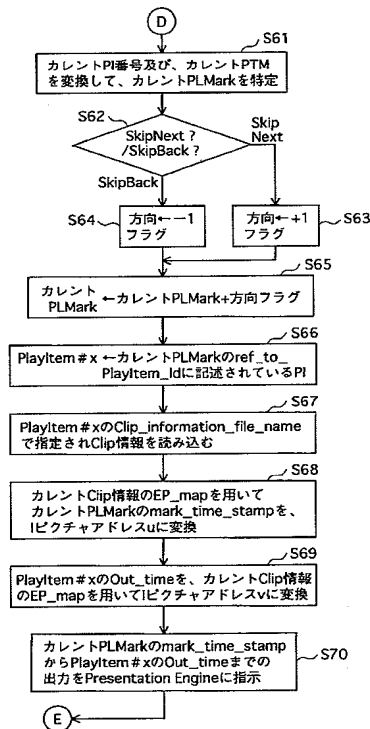 D
S61
カレントPI番号及び、カレントPTM
を変換して、カレントPLMarkを特定
S62
SkipNext ?
/SkipBack ?
Skip
Next
SkipBack
S64
方向←－1
フラグ
方向←+1
フラグ
S63
S65
カレント
PLMark ←カレントPLMark+方向フラグ
S66
PlayItem＃x ←カレントPLMarkのref_to_
PlayItem_Idに記述されているPI
S67
PlayItem＃xのClip_information_file_name
で指定されClip情報を読み込む
S68
カレントClip情報のEP_mapを用いて
カレントPLMarkのmark_time_stampを、
Iピクチャアドレスuに変換
S69
PlayItem＃xのOut_timeを、カレントClip情報
のEP_mapを用いてIピクチャアドレスvに変換
カレントPLMarkのmark_time_stamp
からPlayItem＃xのOut_timeまでの
出力をPresentation Engineに指示
S70
E